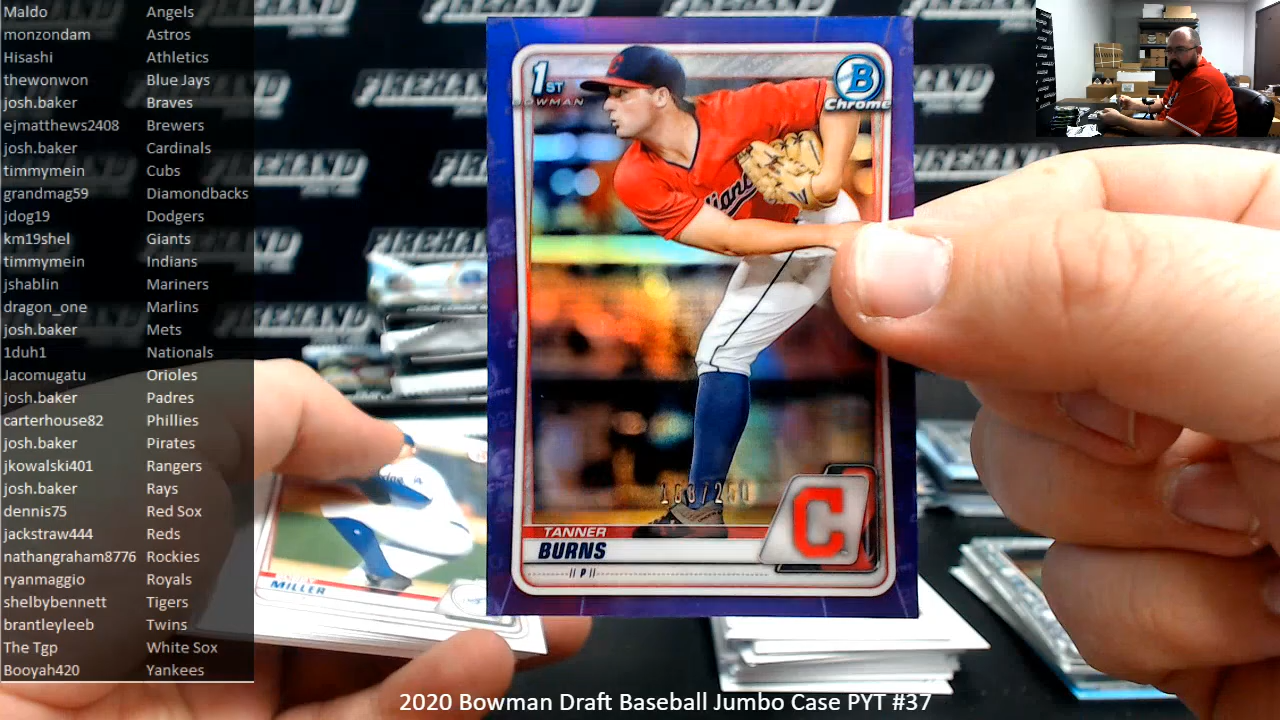 Maldo Angels
monzondam Astros
Hisashi Athletics
thewonwon Blue Jays
josh.baker Braves
ejmatthews2408 Brewers
josh.baker Cardinals
timmymein Cubs
grandmag59 Diamondbacks
jdog19 Dodgers
km19shel Giants
timmymein Indians
jshablin Mariners
dragon_one Marlins
josh.baker Mets
1duh1 Nationals
Jacomugatu Orioles
josh.baker Padres
carterhouse82 Phillies
josh.baker Pirates
jkowalski401 Rangers
josh.baker Rays
dennis75 Red Sox
jackstraw444 Reds
nathangraham8776 Rockies
ryanmaggio Royals
shelbybennett Tigers
brantleyleeb Twins
The Tgp White Sox
Booyah420 Yankees
FIREHAND
1ST
BOWMAN
B
Chrome
C
TANNER
BURNS
P
C
MILLER
2020 Bowman Draft Baseball Jumbo Case PYT #37